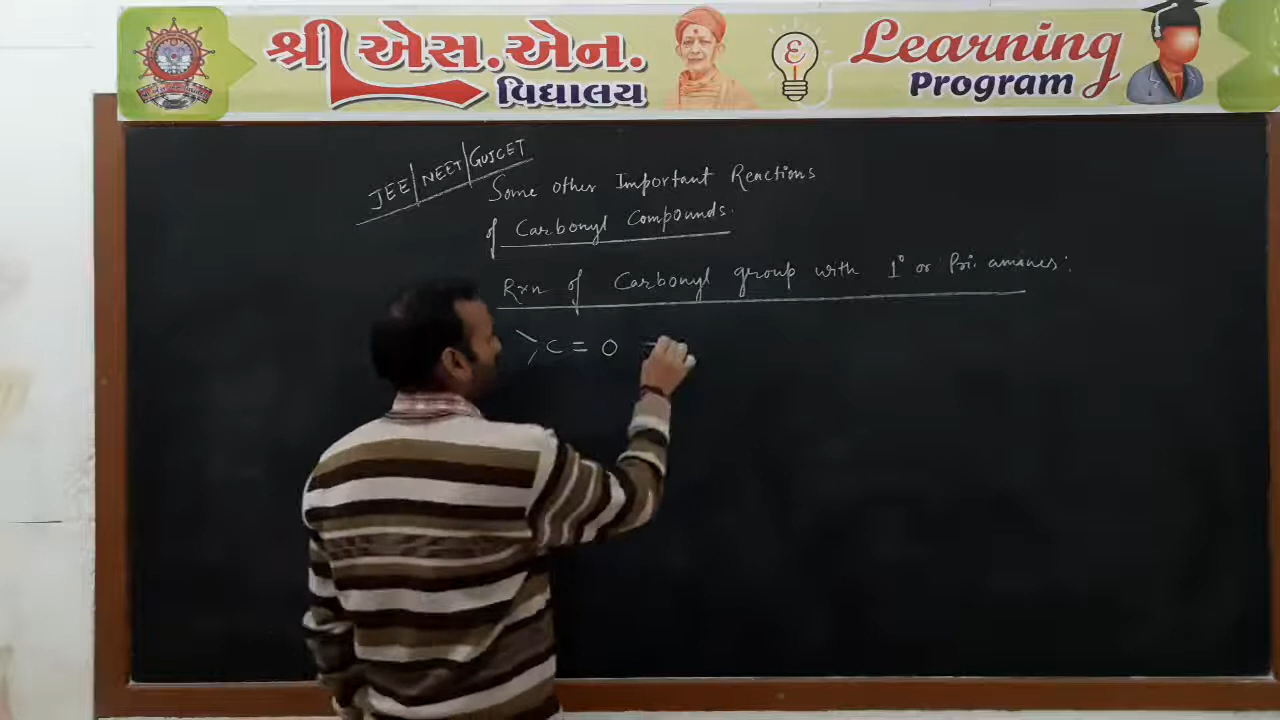 શ્રી એસ.એન.
વિદ્યાલય
Learning
Program
JEE|NEET|GUJCET
Some other Important Reactions
of Carbonyl Compounds.
Rxn of Carbonyl group with 1° or Pri. amines:
>C=O